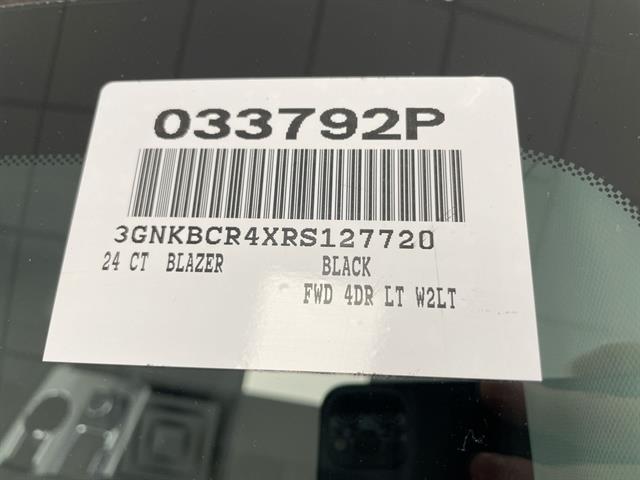 033792P
3GNKBCR4XRS127720
24 CT BLAZER BLACK
FWD 4DR LT W2LT